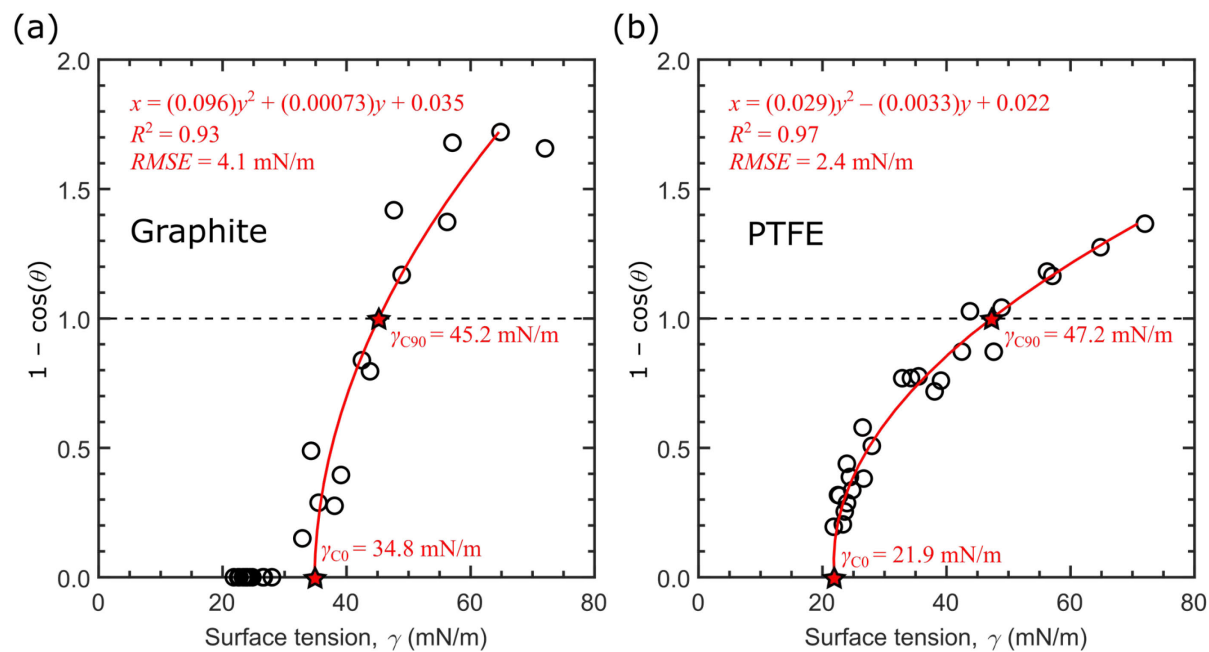 (a)
2.0
1.5
1.0
0.5
0.0
0
20
40
60
80
1 − cos(θ)
Surface tension, γ (mN/m)
x = (0.096)y² + (0.00073)y + 0.035
R² = 0.93
RMSE = 4.1 mN/m
Graphite
γC90 = 45.2 mN/m
γC0 = 34.8 mN/m
(b)
2.0
1.5
1.0
0.5
0.0
0
20
40
60
80
1 − cos(θ)
Surface tension, γ (mN/m)
x = (0.029)y² − (0.0033)y + 0.022
R² = 0.97
RMSE = 2.4 mN/m
PTFE
γC90 = 47.2 mN/m
γC0 = 21.9 mN/m